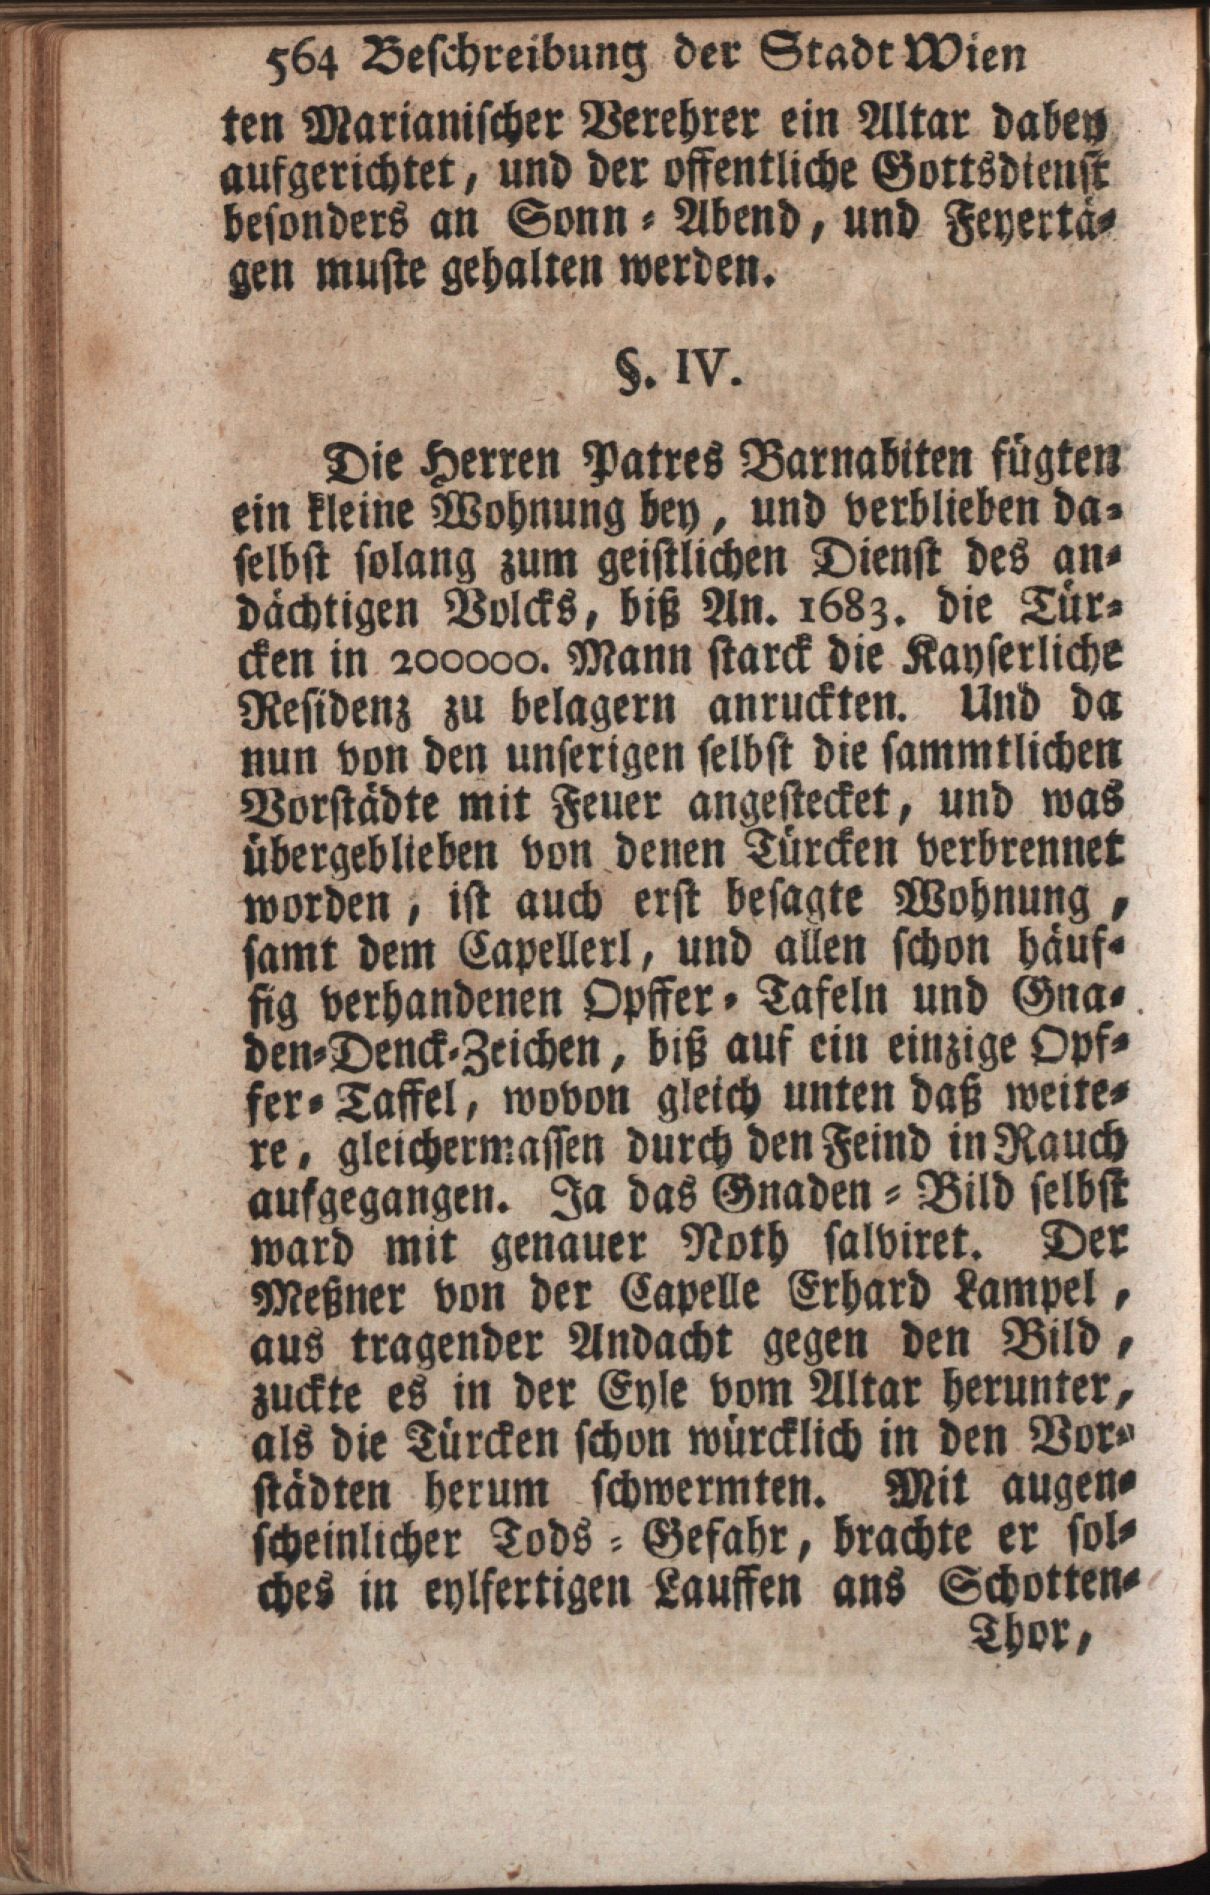 564 Beschreibung der Stadt Wien
ten Marianischer Verehrer ein Altar dabey
aufgerichtet, und der offentliche Gottsdienst
besonders an Sonn- Abend, und Feyertä-
gen muste gehalten werden.
§. IV.
Die Herren Patres Barnabiten fügten
ein kleine Wohnung bey, und verblieben da-
selbst solang zum geistlichen Dienst des an-
dächtigen Volcks, biß An. 1683. die Tür-
cken in 200000. Mann starck die Kayserliche
Residenz zu belagern anruckten. Und da
nun von den unserigen selbst die sammtlichen
Vorstädte mit Feuer angestecket, und was
übergeblieben von denen Türcken verbrennet
worden, ist auch erst besagte Wohnung,
samt dem Capellerl, und allen schon häuf-
fig verhandenen Opffer- Tafeln und Gna-
den-Denck-Zeichen, biß auf ein einzige Opf-
fer- Taffel, wovon gleich unten daß weite-
re, gleichermassen durch den Feind in Rauch
aufgegangen. Ja das Gnaden- Bild selbst
ward mit genauer Noth salviret. Der
Meßner von der Capelle Erhard Lampel,
aus tragender Andacht gegen den Bild,
zuckte es in der Eyle vom Altar herunter,
als die Türcken schon würcklich in den Vor-
städten herum schwermten. Mit augen-
scheinlicher Tods- Gefahr, brachte er sol-
ches in eylfertigen Lauffen ans Schotten-
Thor,